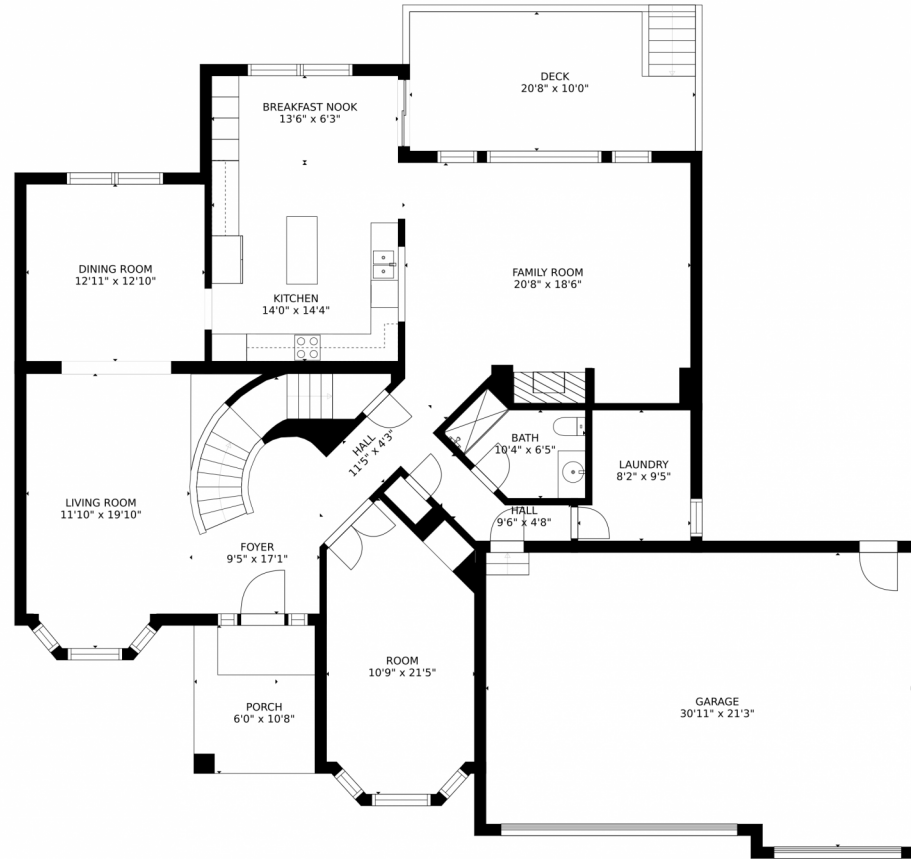 DECK
20'8" x 10'0"
BREAKFAST NOOK
13'6" x 6'3"
DINING ROOM
12'11" x 12'10"
FAMILY ROOM
20'8" x 18'6"
KITCHEN
14'0" x 14'4"
HALL
11'5" x 4'3"
BATH
10'4" x 6'5"
LAUNDRY
8'2" x 9'5"
LIVING ROOM
11'10" x 19'10"
HALL
9'6" x 4'8"
FOYER
9'5" x 17'1"
ROOM
10'9" x 21'5"
PORCH
6'0" x 10'8"
GARAGE
30'11" x 21'3"